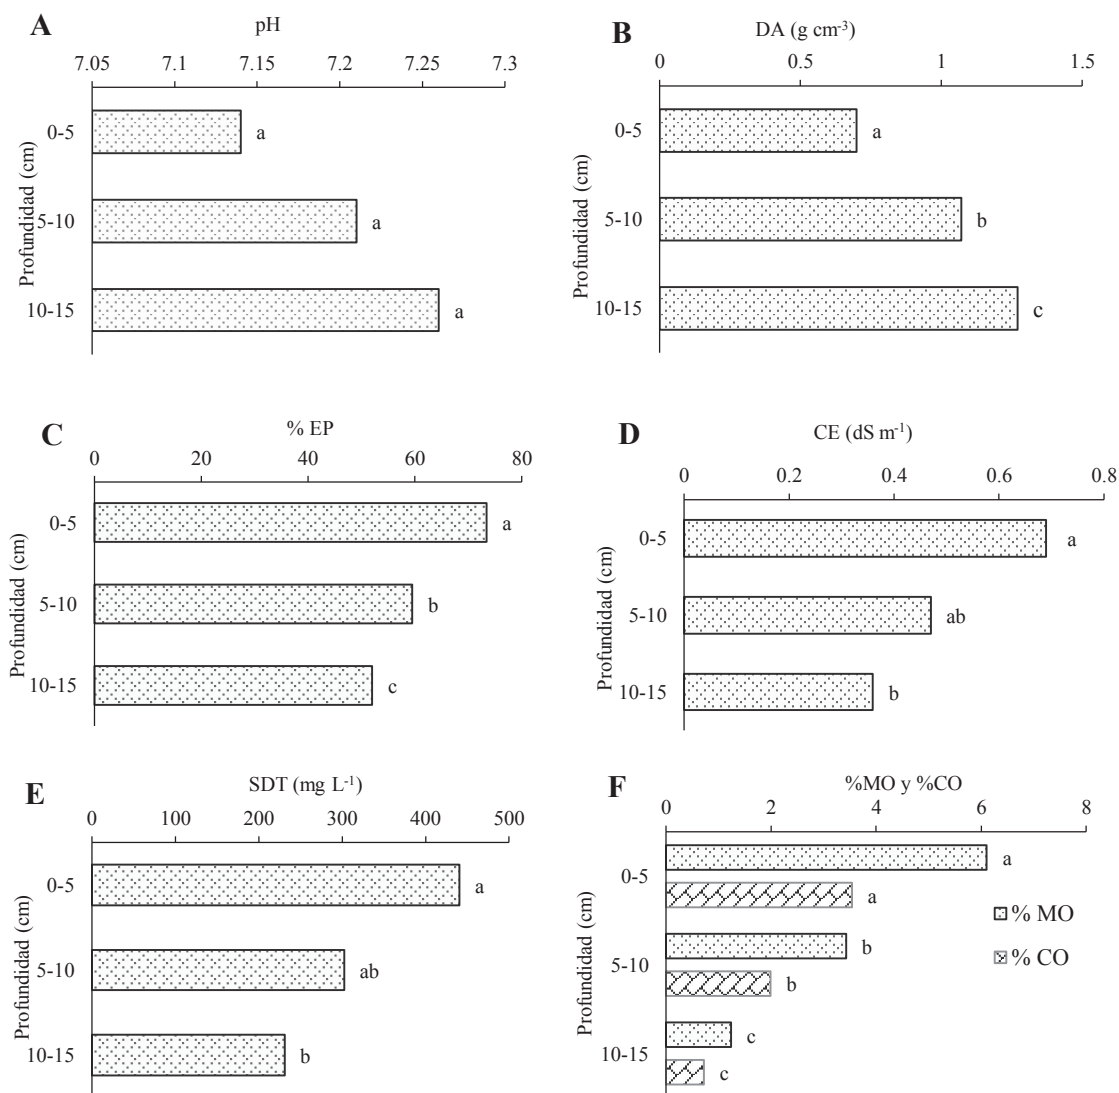 A
pH
7.05 7.1 7.15 7.2 7.25 7.3
Profundidad (cm)
0-5 a
5-10 a
10-15 a
B
DA (g cm-3)
0 0.5 1 1.5
Profundidad (cm)
0-5 a
5-10 b
10-15 c
C
% EP
0 20 40 60 80
Profundidad (cm)
0-5 a
5-10 b
10-15 c
D
CE (dS m-1)
0 0.2 0.4 0.6 0.8
Profundidad (cm)
0-5 a
5-10 ab
10-15 b
E
SDT (mg L-1)
0 100 200 300 400 500
Profundidad (cm)
0-5 a
5-10 ab
10-15 b
F
%MO y %CO
0 2 4 6 8
Profundidad (cm)
0-5 a
a
5-10 b
b
10-15 c
c
% MO
% CO